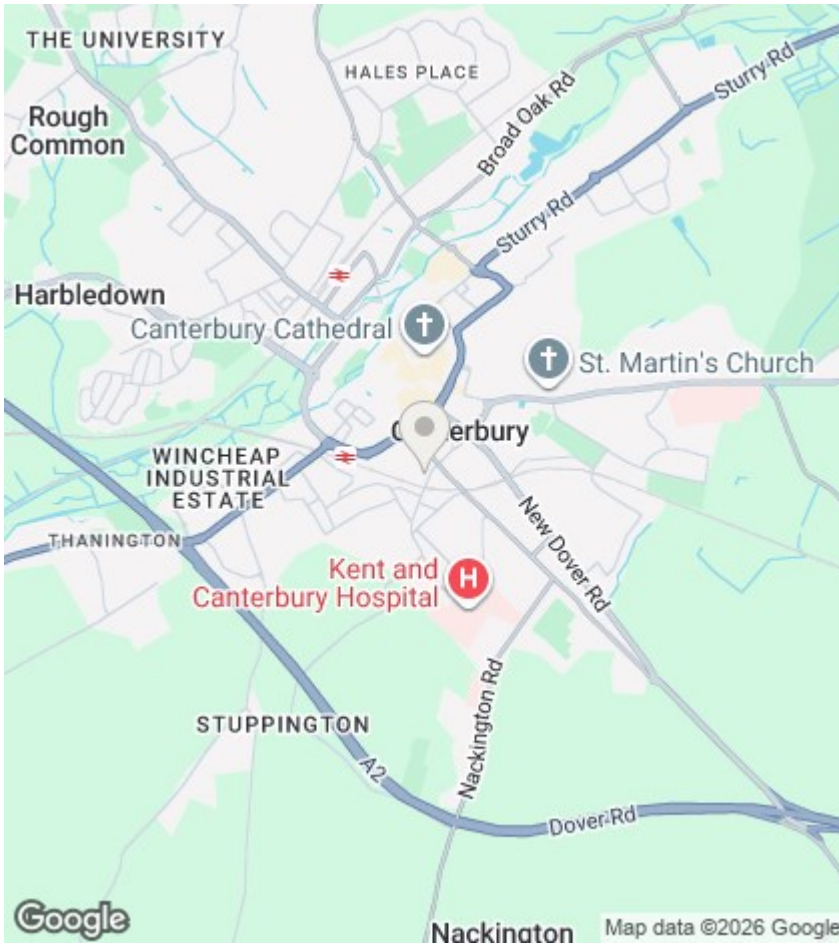 THE UNIVERSITY
HALES PLACE
Rough
Common
Broad Oak Rd
Sturry Rd
Sturry Rd
Harbledown
Canterbury Cathedral
St. Martin's Church
WINCHEAP
INDUSTRIAL
ESTATE
THANINGTON
New Dover Rd
Kent and
Canterbury Hospital
H
STUPPINGTON
Nackington Rd
A2
Dover Rd
Nackington
Google
Map data ©2026 Google